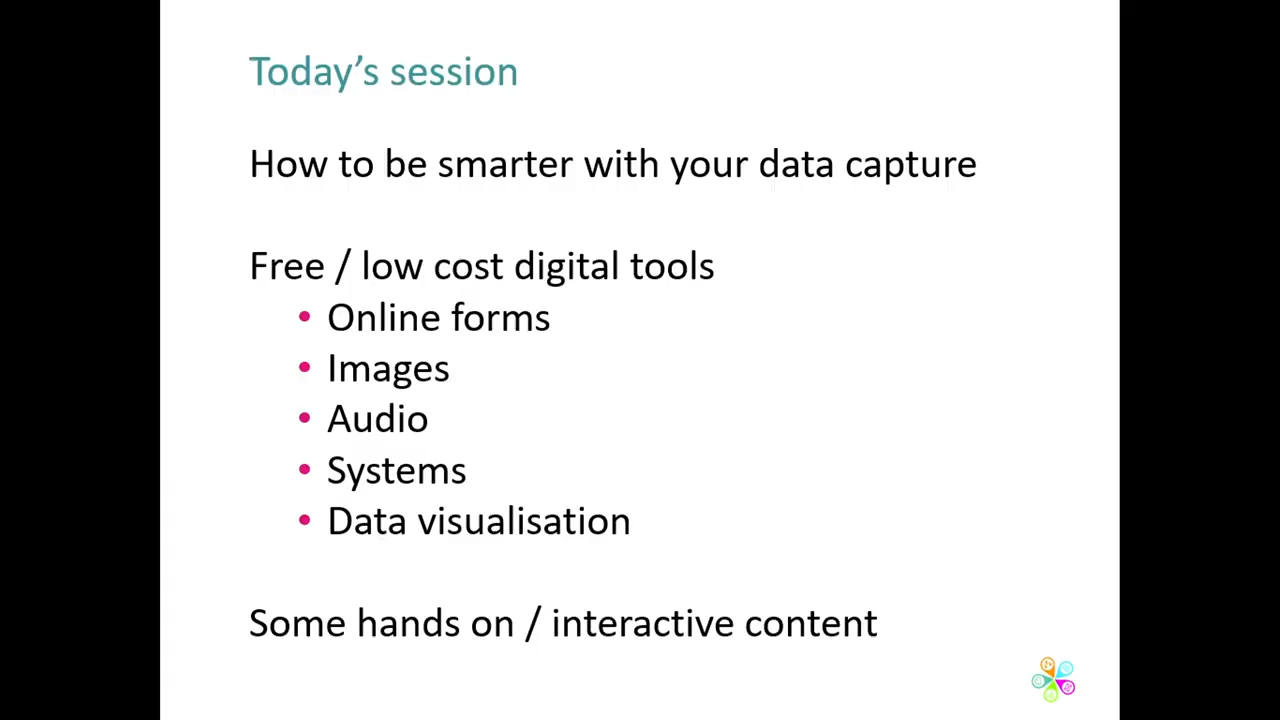 Today’s session
How to be smarter with your data capture
Free / low cost digital tools
• Online forms
• Images
• Audio
• Systems
• Data visualisation
Some hands on / interactive content